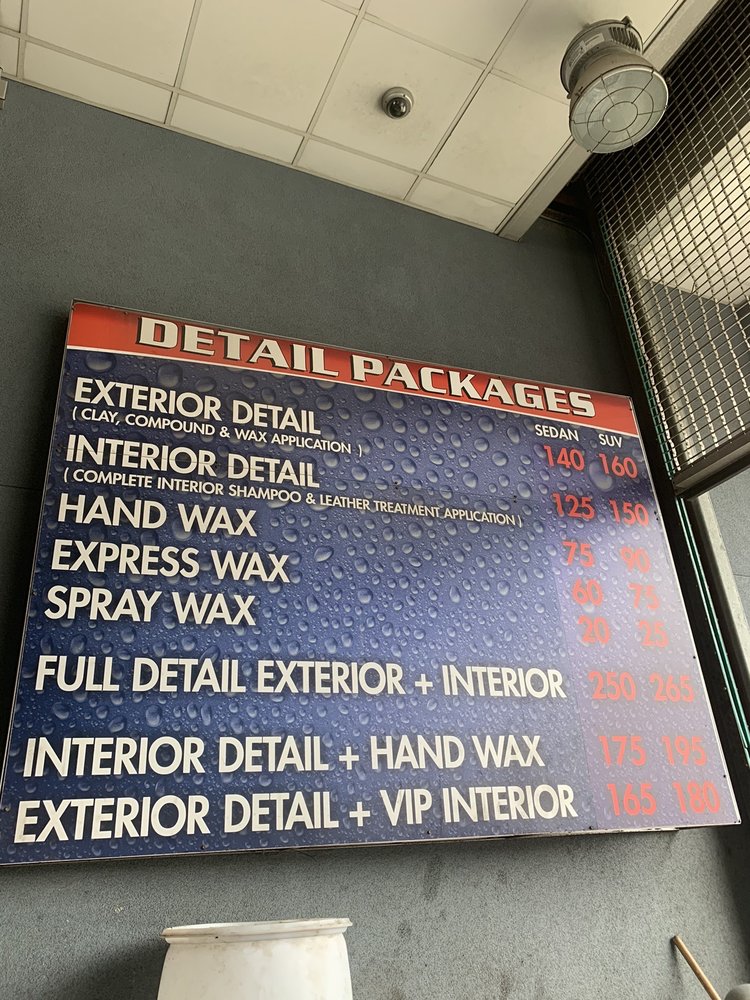 DETAIL PACKAGES
SEDAN SUV
EXTERIOR DETAIL 140 160
( CLAY, COMPOUND & WAX APPLICATION )
INTERIOR DETAIL 125 150
( COMPLETE INTERIOR SHAMPOO & LEATHER TREATMENT APPLICATION )
HAND WAX 75 90
EXPRESS WAX 60 75
SPRAY WAX 20 25
FULL DETAIL EXTERIOR + INTERIOR 250 265
INTERIOR DETAIL + HAND WAX 175 195
EXTERIOR DETAIL + VIP INTERIOR 165 180